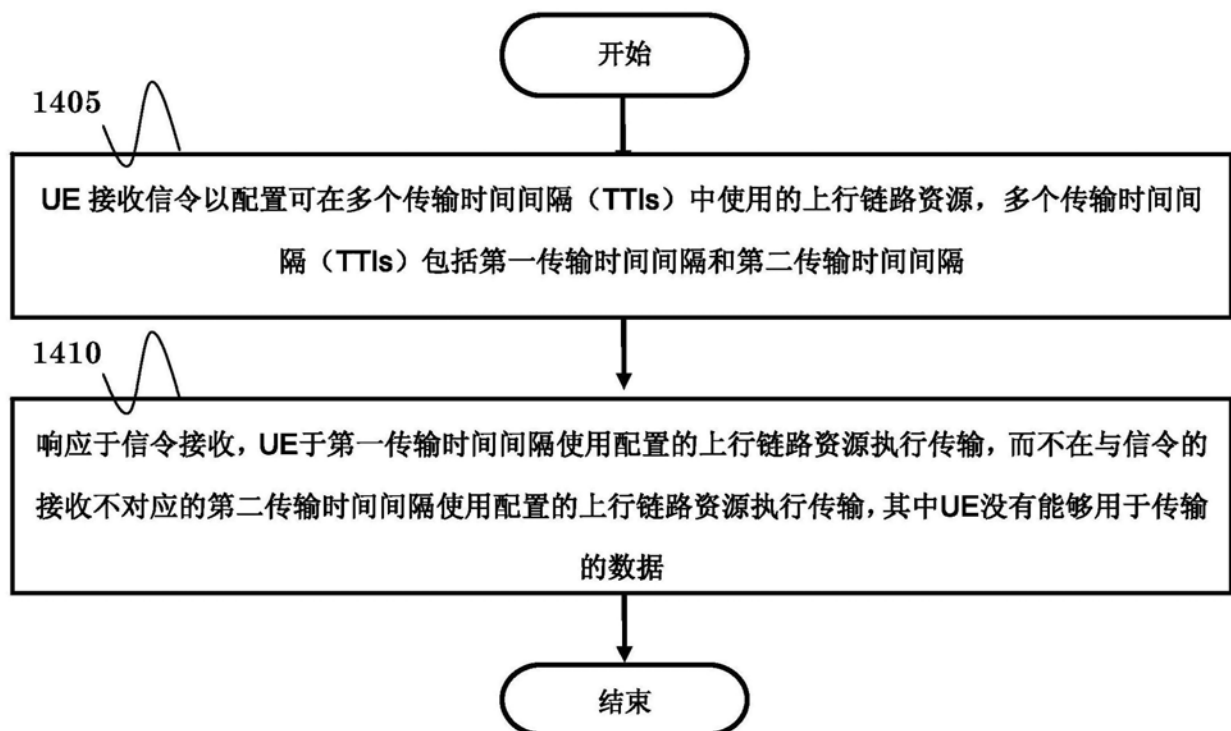 开始
1405
UE 接收信令以配置可在多个传输时间间隔（TTIs）中使用的上行链路资源，多个传输时间间
隔（TTIs）包括第一传输时间间隔和第二传输时间间隔
1410
响应于信令接收，UE于第一传输时间间隔使用配置的上行链路资源执行传输，而不在与信令的
接收不对应的第二传输时间间隔使用配置的上行链路资源执行传输，其中UE没有能够用于传输
的数据
结束